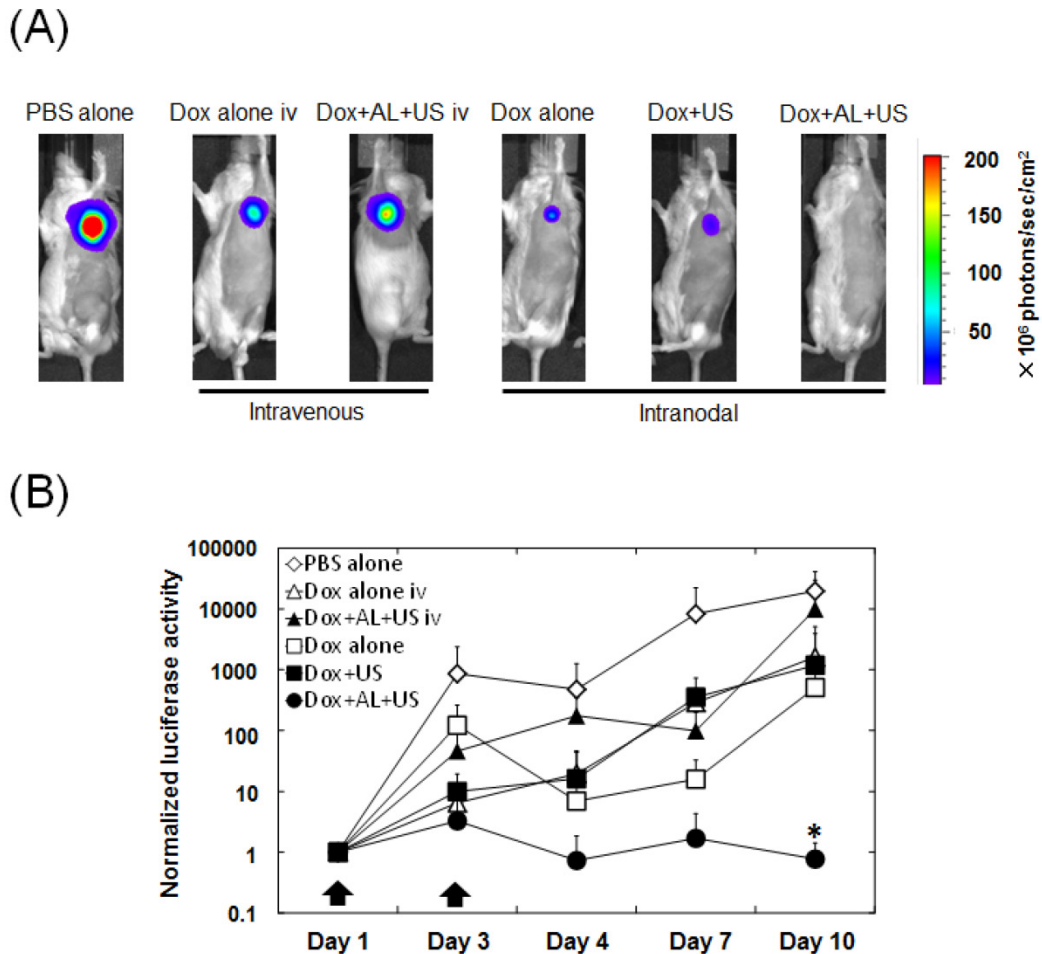 (A)
PBS alone Dox alone iv Dox+AL+US iv Dox alone Dox+US Dox+AL+US
200
150
100
50
×10⁶ photons/sec/cm²
Intravenous Intranodal
(B)
Normalized luciferase activity
100000
10000
1000
100
10
1
0.1
PBS alone
Dox alone iv
Dox+AL+US iv
Dox alone
Dox+US
Dox+AL+US
*
Day 1 Day 3 Day 4 Day 7 Day 10